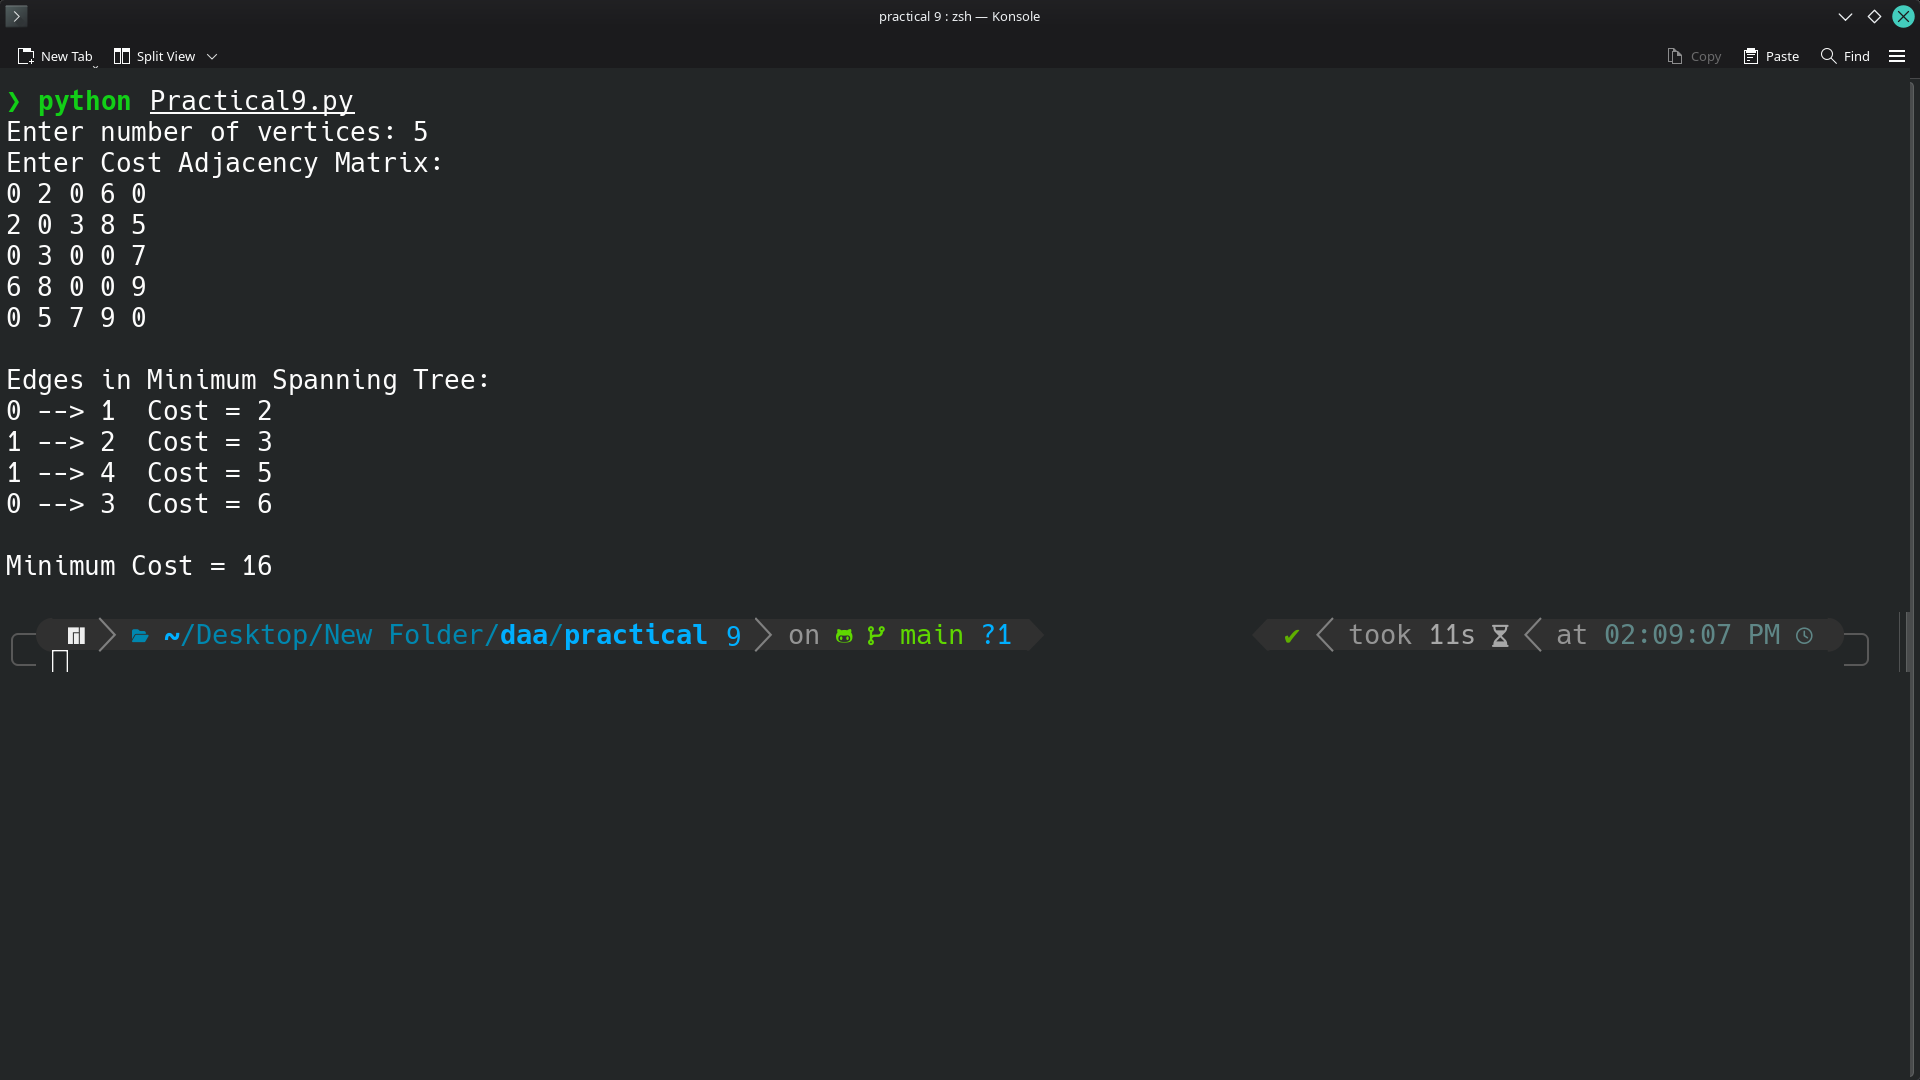 practical 9 : zsh — Konsole
New Tab Split View Copy Paste Find
❯ python Practical9.py
Enter number of vertices: 5
Enter Cost Adjacency Matrix:
0 2 0 6 0
2 0 3 8 5
0 3 0 0 7
6 8 0 0 9
0 5 7 9 0
Edges in Minimum Spanning Tree:
0 --> 1  Cost = 2
1 --> 2  Cost = 3
1 --> 4  Cost = 5
0 --> 3  Cost = 6
Minimum Cost = 16
~/Desktop/New Folder/daa/practical 9 on main ?1 ✔ took 11s at 02:09:07 PM